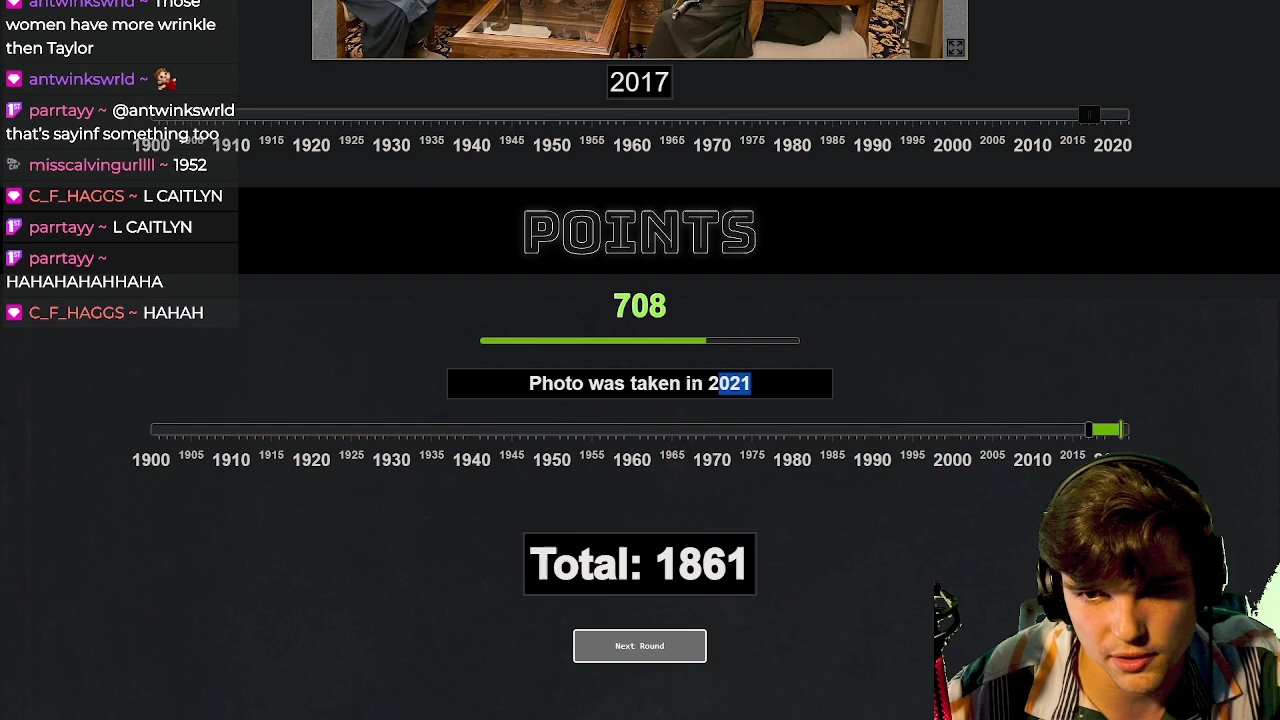 antwinkswrld ~ Those
women have more wrinkle
then Taylor
antwinkswrld ~
parrtayy ~ @antwinkswrld
that's sayinf something too
misscalvingurllll ~ 1952
C_F_HAGGS ~ L CAITLYN
parrtayy ~ L CAITLYN
parrtayy ~
HAHAHAHAHHAHA
C_F_HAGGS ~ HAHAH
2017
1900 1905 1910 1915 1920 1925 1930 1935 1940 1945 1950 1955 1960 1965 1970 1975 1980 1985 1990 1995 2000 2005 2010 2015 2020
POINTS
708
Photo was taken in 2021
1900 1905 1910 1915 1920 1925 1930 1935 1940 1945 1950 1955 1960 1965 1970 1975 1980 1985 1990 1995 2000 2005 2010 2015
Total: 1861
Next Round